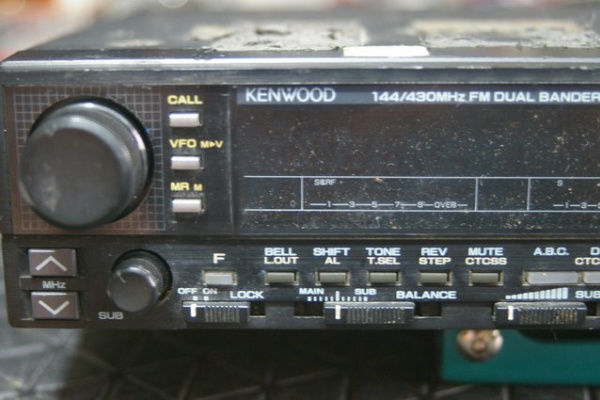 KENWOOD 144/430MHz FM DUAL BANDER
CALL
VFO M▶V
MR M
S&RF
1 3 5 7 9 OVER
S
1 3
F BELL SHIFT TONE REV MUTE A.B.C.
L.OUT AL T.SEL STEP CTCSS CTC
MHz
OFF ON LOCK MAIN SUB BALANCE SUB
SUB